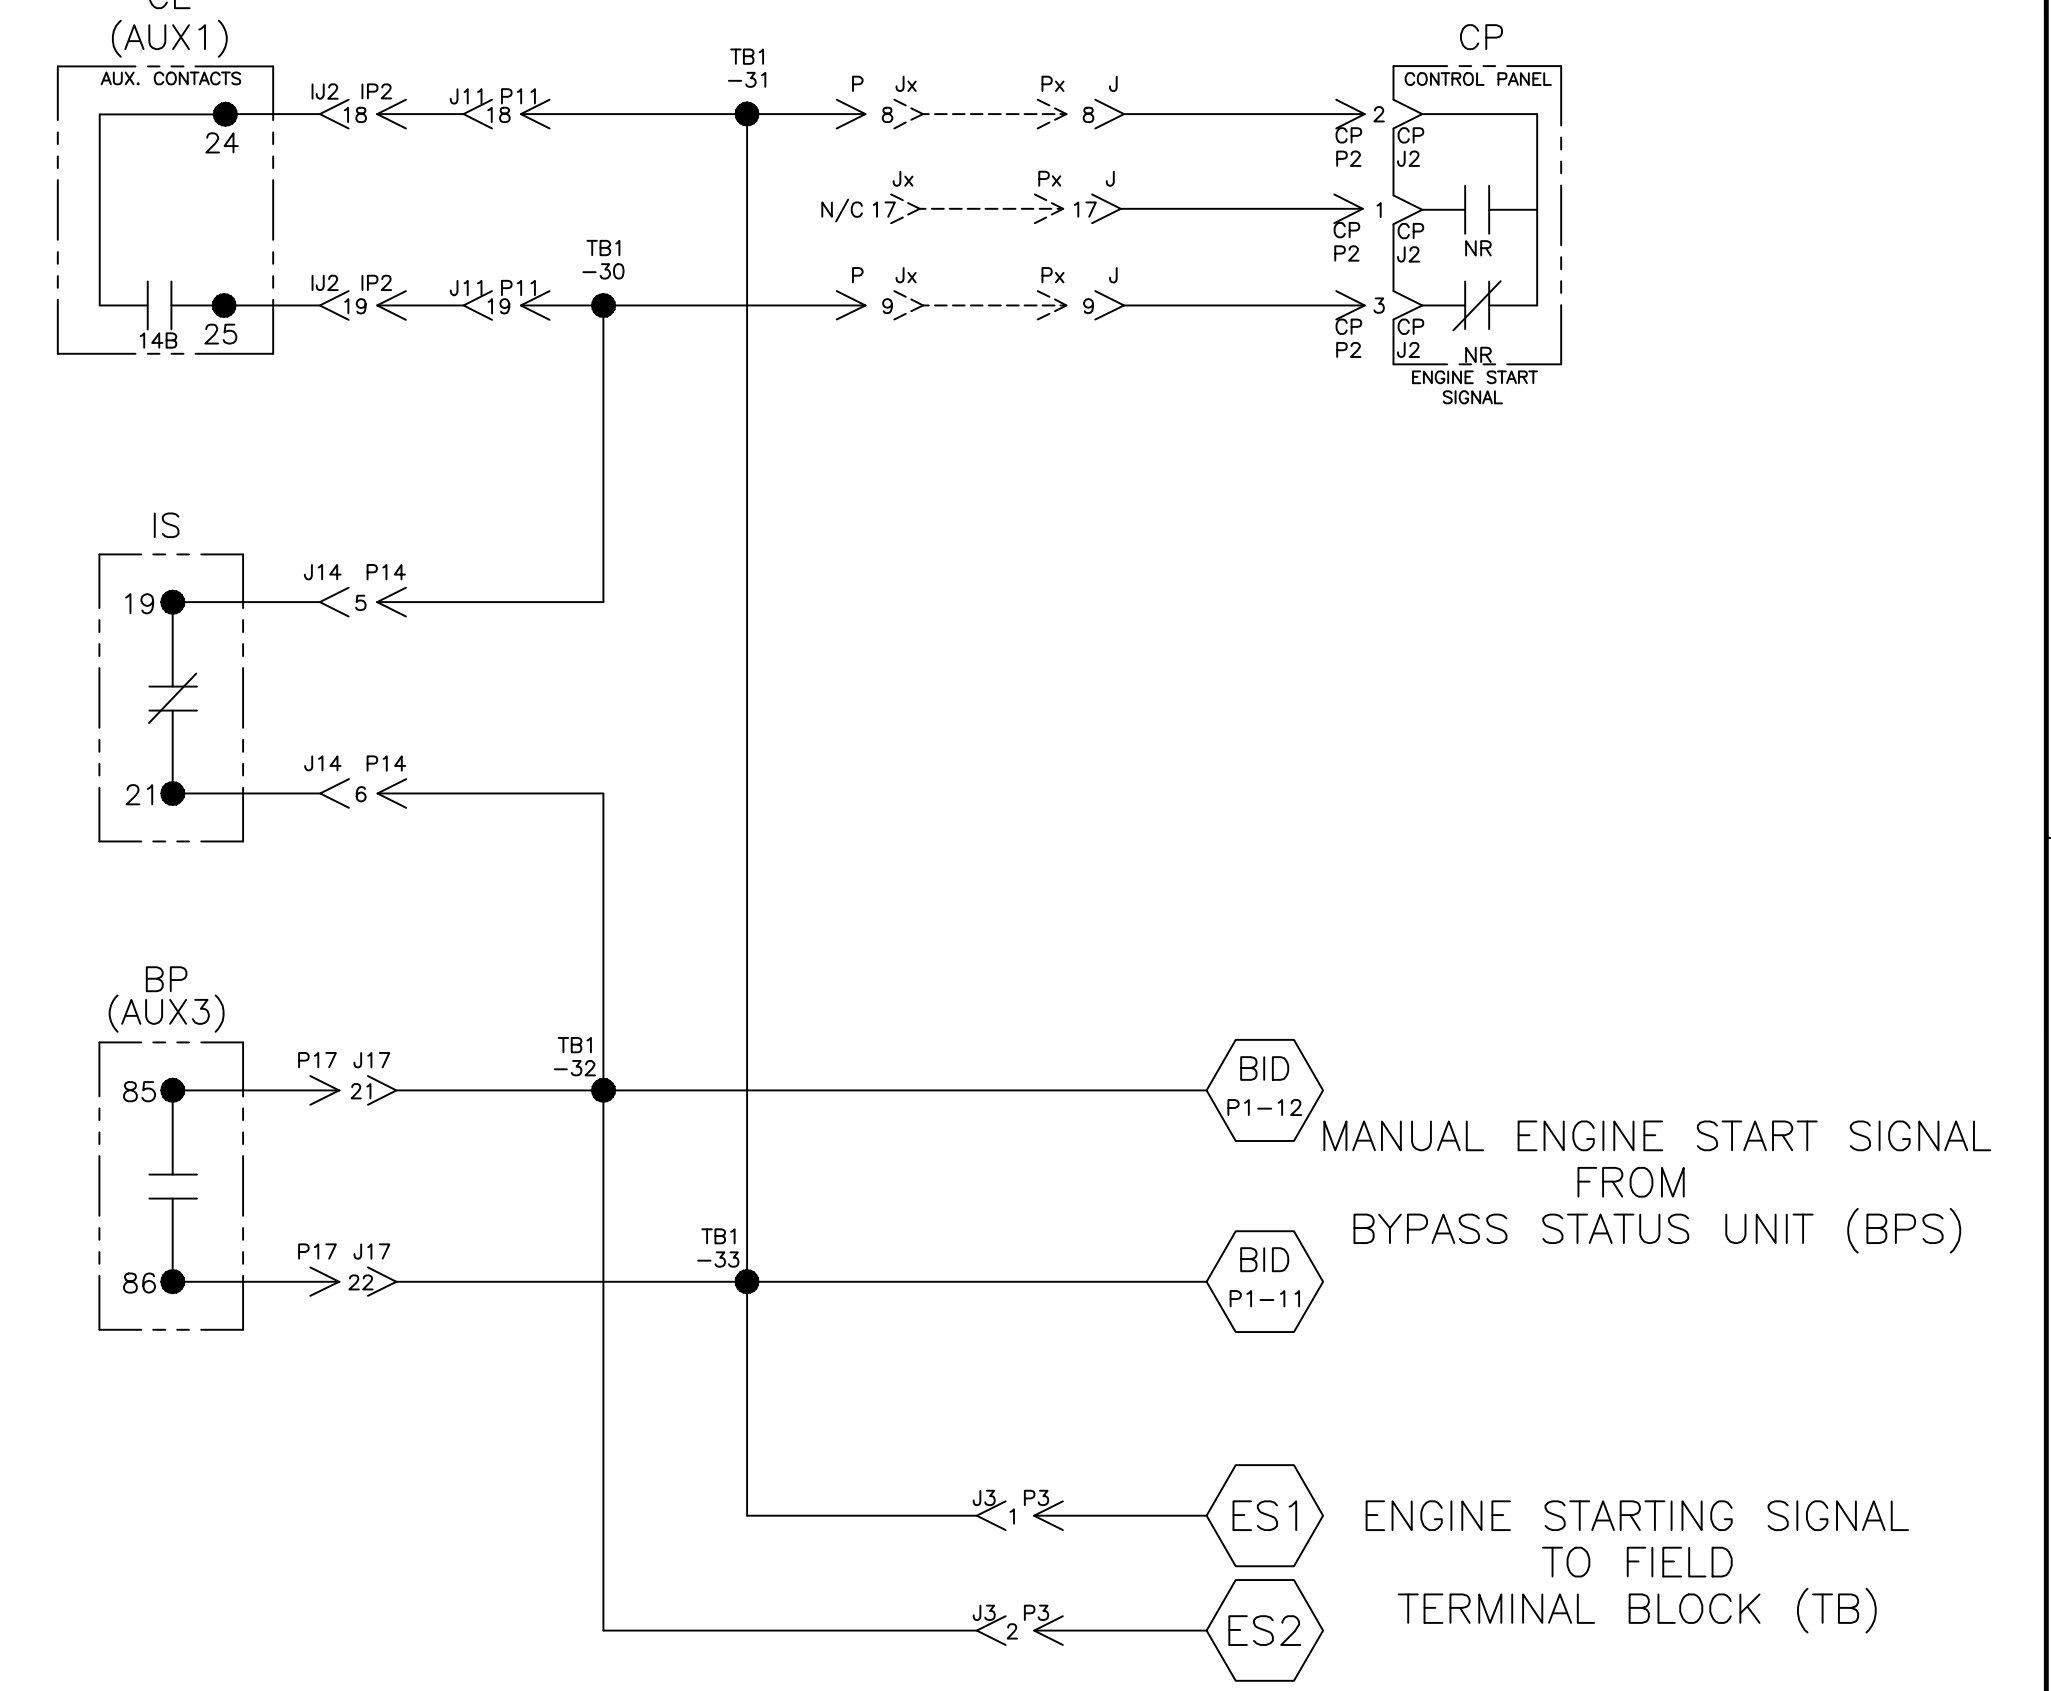 (AUX1)
AUX. CONTACTS
24
14B
25
IJ2 IP2
18
J11 P11
18
TB1
-31
P Jx
8
Px J
8
CP
CONTROL PANEL
2
CP CP
P2 J2
Jx
N/C 17
Px J
17
1
CP CP
P2 J2
NR
IJ2 IP2
19
J11 P11
19
TB1
-30
P Jx
9
Px J
9
3
CP CP
P2 J2
NR
ENGINE START
SIGNAL
IS
19
J14 P14
5
21
J14 P14
6
BP
(AUX3)
85
P17 J17
21
TB1
-32
BID
P1-12
MANUAL ENGINE START SIGNAL
FROM
BYPASS STATUS UNIT (BPS)
86
P17 J17
22
TB1
-33
BID
P1-11
J3 P3
1
ES1
ENGINE STARTING SIGNAL
TO FIELD
TERMINAL BLOCK (TB)
J3 P3
2
ES2